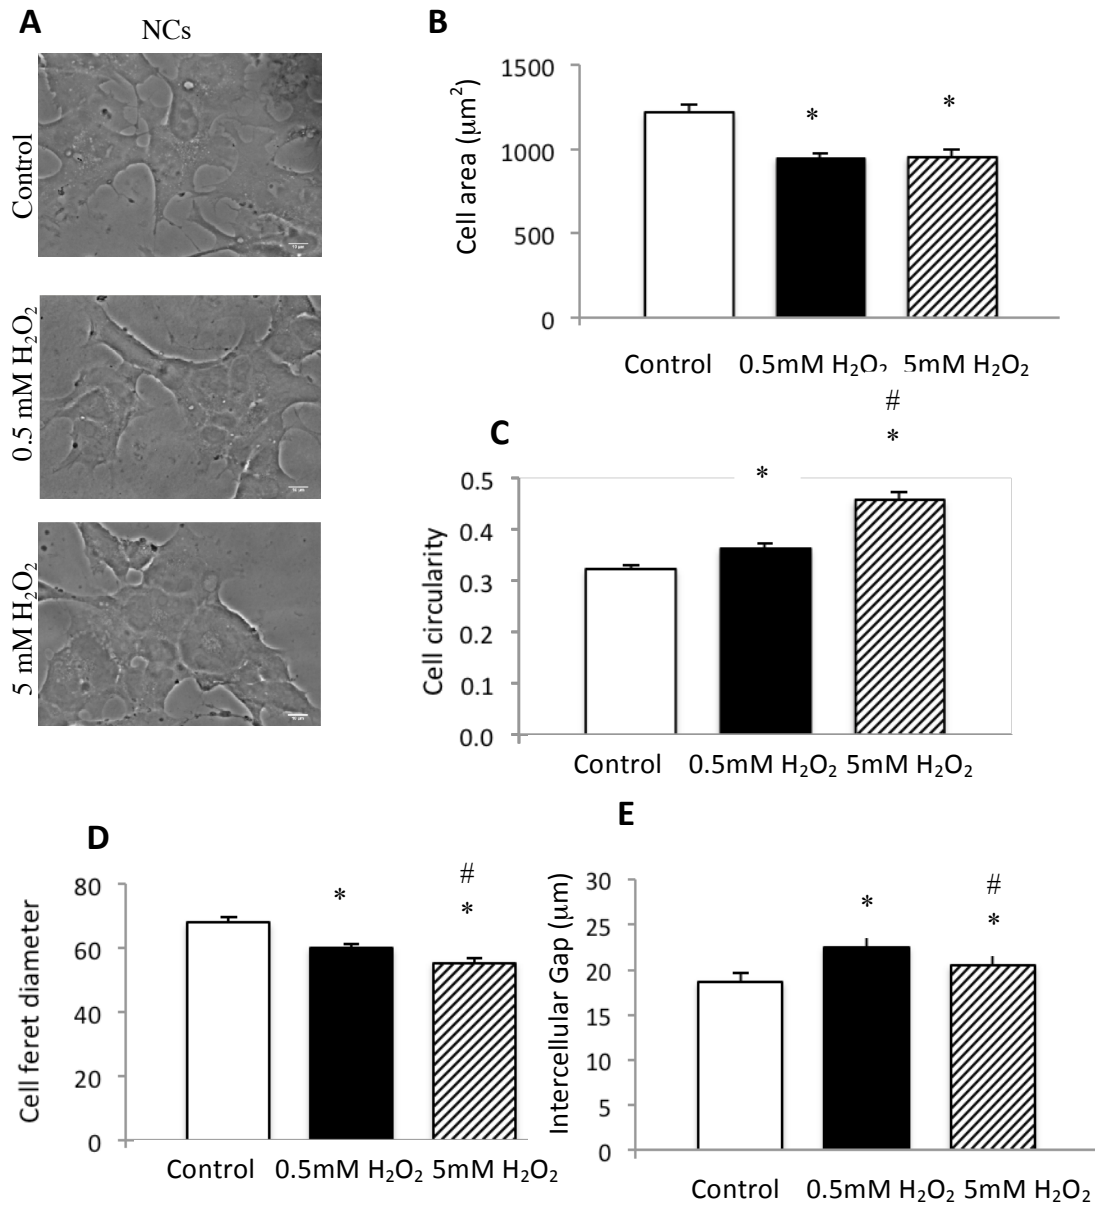 A
NCs
Control
0.5 mM H₂O₂
5 mM H₂O₂
B
Cell area (μm²)
1500
1000
500
0
*
*
Control 0.5mM H₂O₂ 5mM H₂O₂
C
Cell circularity
0.5
0.4
0.3
0.2
0.1
0.0
*
#
*
Control 0.5mM H₂O₂ 5mM H₂O₂
D
Cell feret diameter
80
60
40
20
0
*
#
*
Control 0.5mM H₂O₂ 5mM H₂O₂
E
Intercellular Gap (μm)
30
25
20
15
10
5
0
*
#
*
Control 0.5mM H₂O₂ 5mM H₂O₂